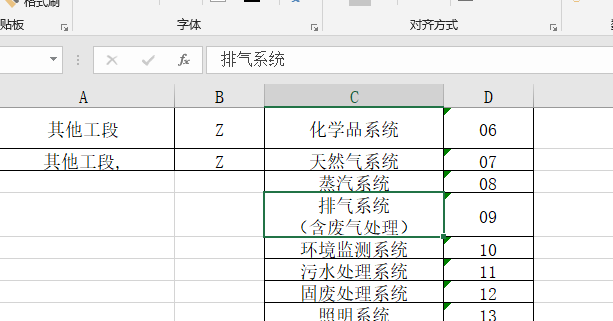 格式刷
贴板
字体
对齐方式
fx
排气系统
A B C D
其他工段 Z 化学品系统 06
其他工段, Z 天然气系统 07
蒸汽系统 08
排气系统
(含废气处理) 09
环境监测系统 10
污水处理系统 11
固废处理系统 12
照明系统 13